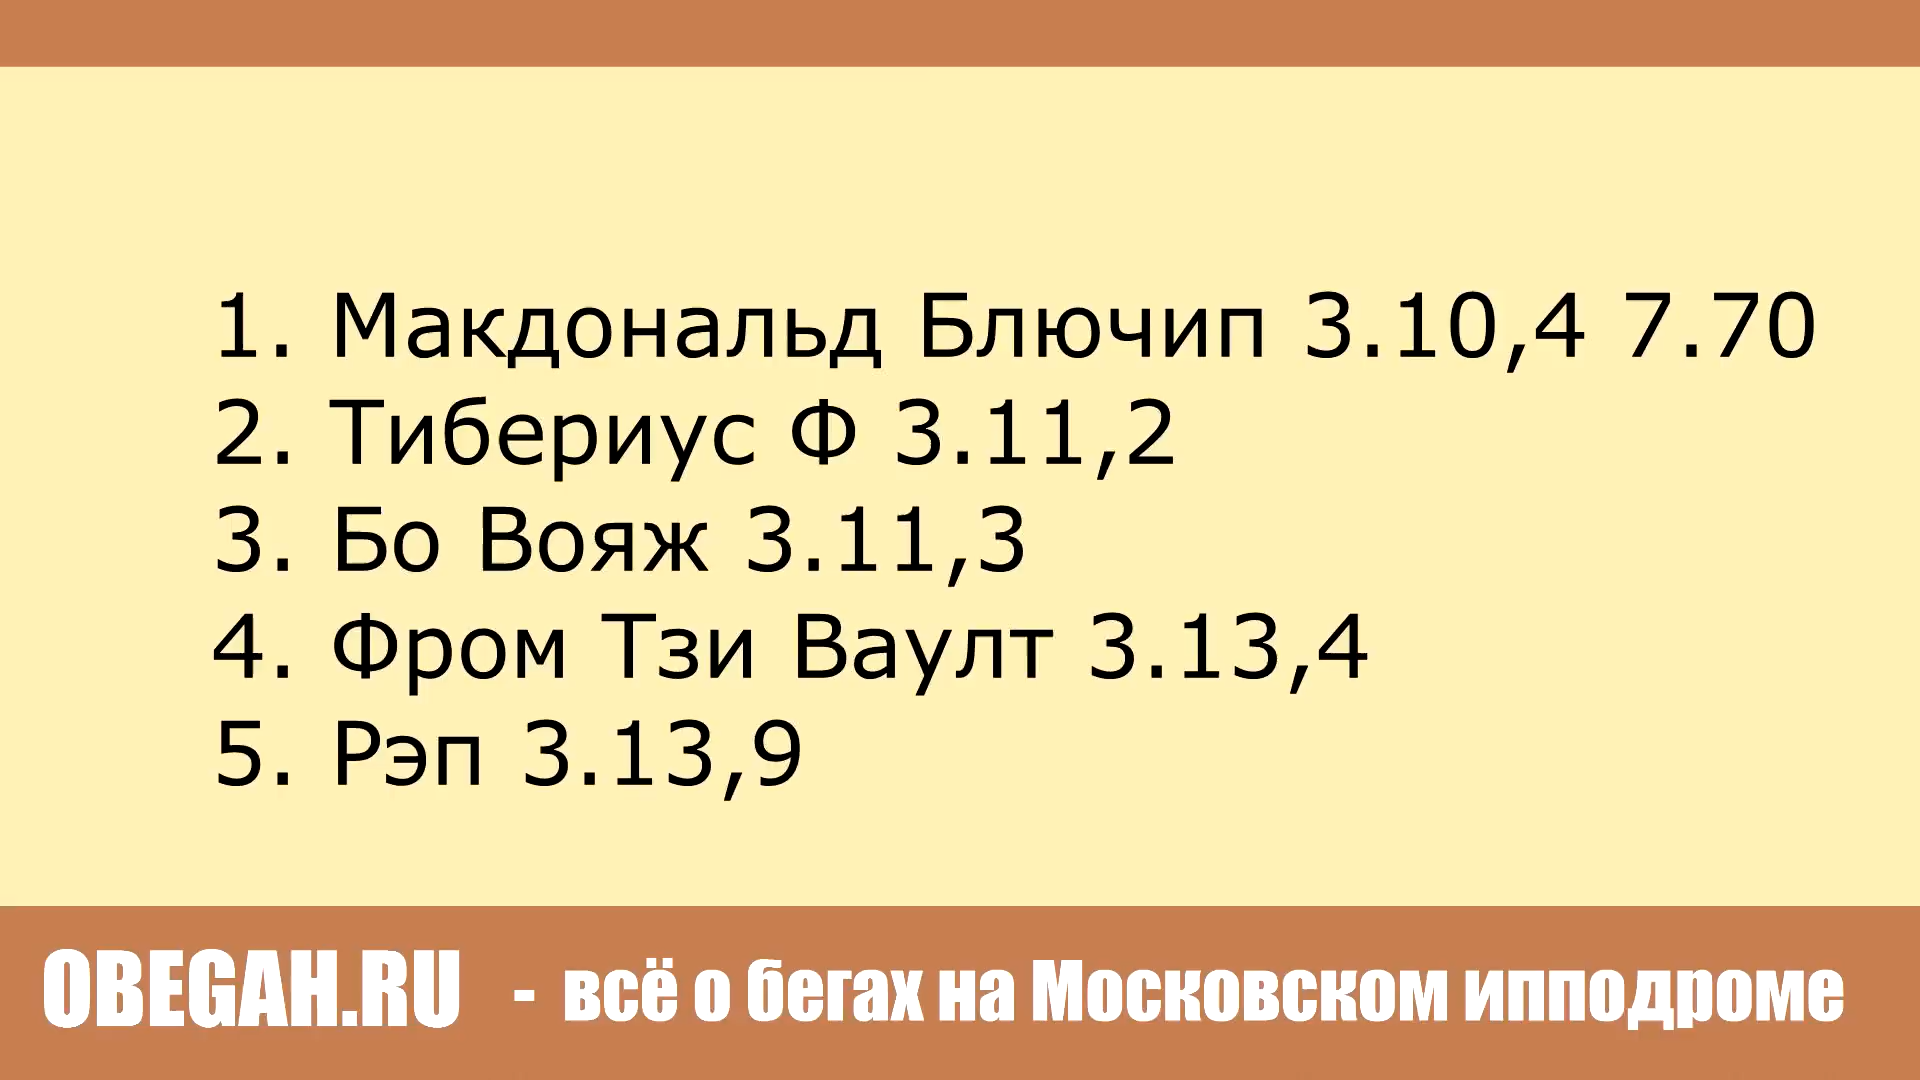 1. Макдональд Блючип 3.10,4 7.70
2. Тибериус Ф 3.11,2
3. Бо Вояж 3.11,3
4. Фром Тзи Ваулт 3.13,4
5. Рэп 3.13,9
OBEGAH.RU - всё о бегах на Московском ипподроме